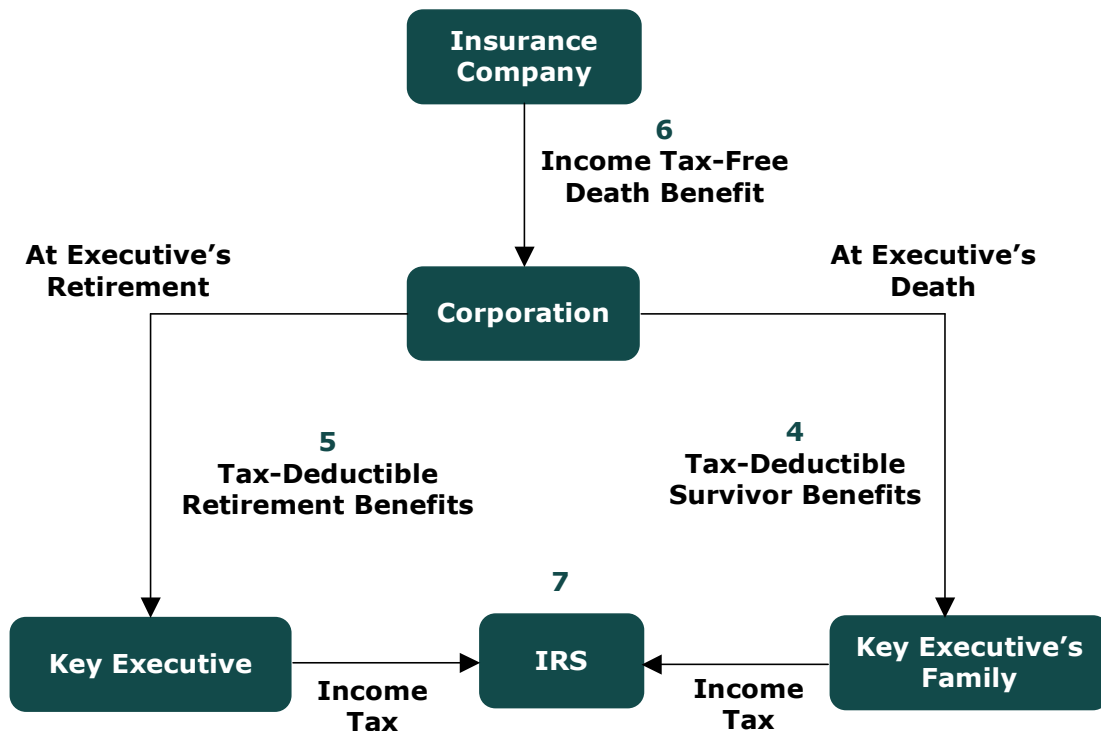 Insurance
Company
6
Income Tax-Free
Death Benefit
At Executive’s
Retirement
At Executive’s
Death
Corporation
5
Tax-Deductible
Retirement Benefits
4
Tax-Deductible
Survivor Benefits
7
Key Executive
IRS
Key Executive’s
Family
Income
Tax
Income
Tax